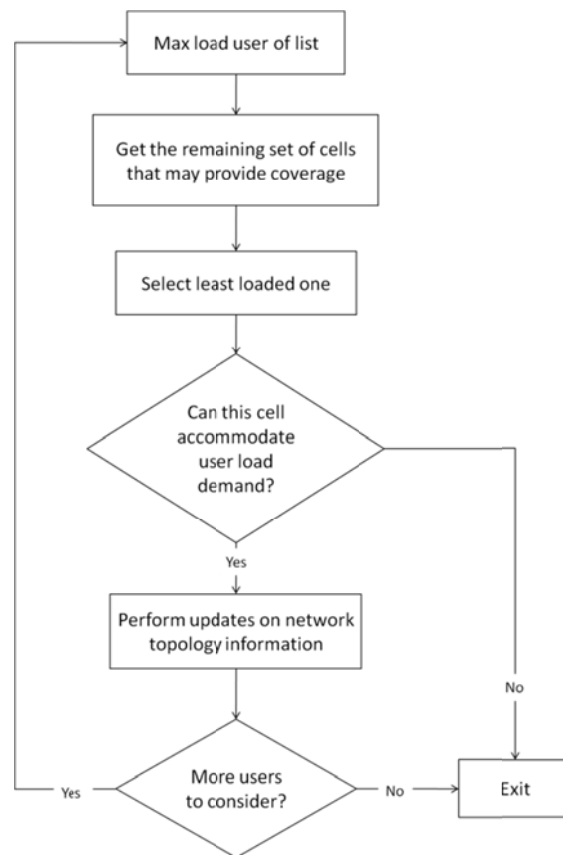 Max load user of list
Get the remaining set of cells
that may provide coverage
Select least loaded one
Can this cell
accommodate
user load
demand?
Yes
Perform updates on network
topology information
No
More users
to consider?
Yes
No
Exit